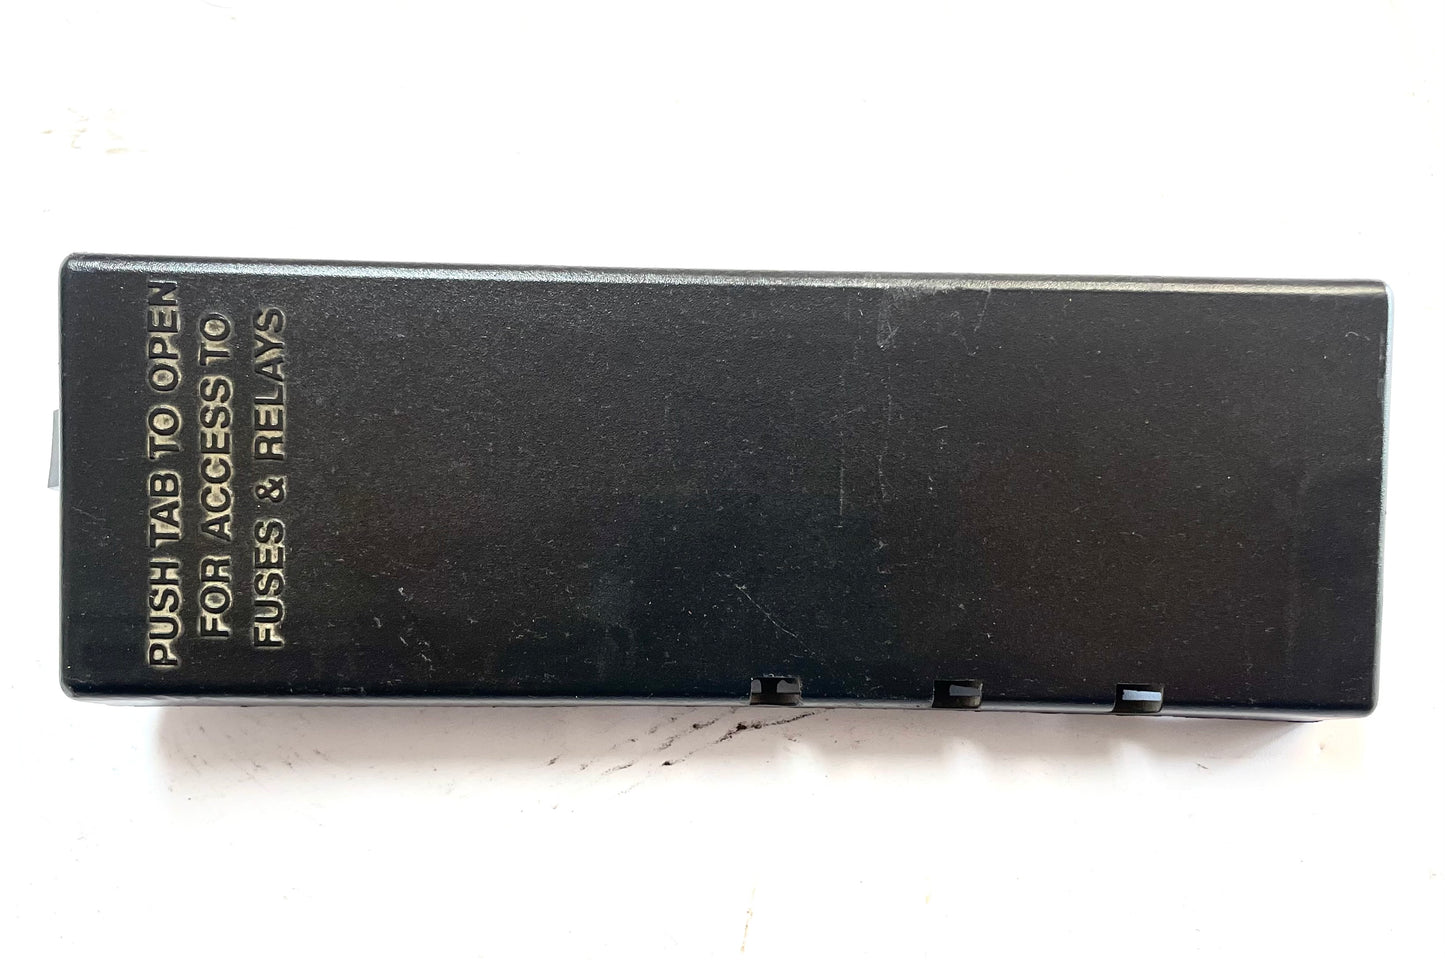 PUSH TAB TO OPEN
FOR ACCESS TO
FUSES & RELAYS